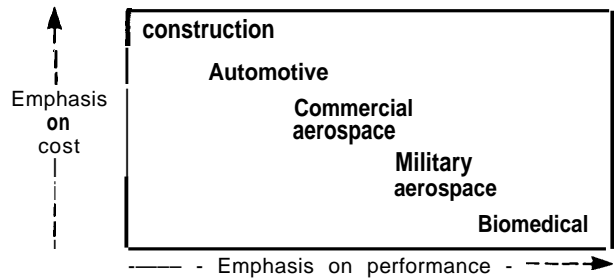 construction
Automotive
Emphasis
on
cost
Commercial
aerospace
Military
aerospace
Biomedical
Emphasis on performance